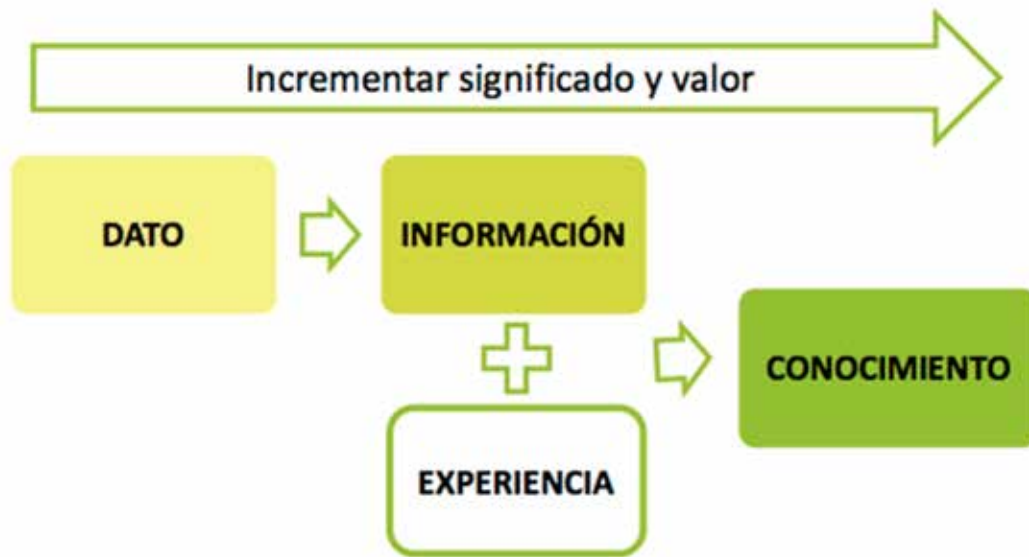 Incrementar significado y valor
DATO
INFORMACIÓN
CONOCIMIENTO
EXPERIENCIA